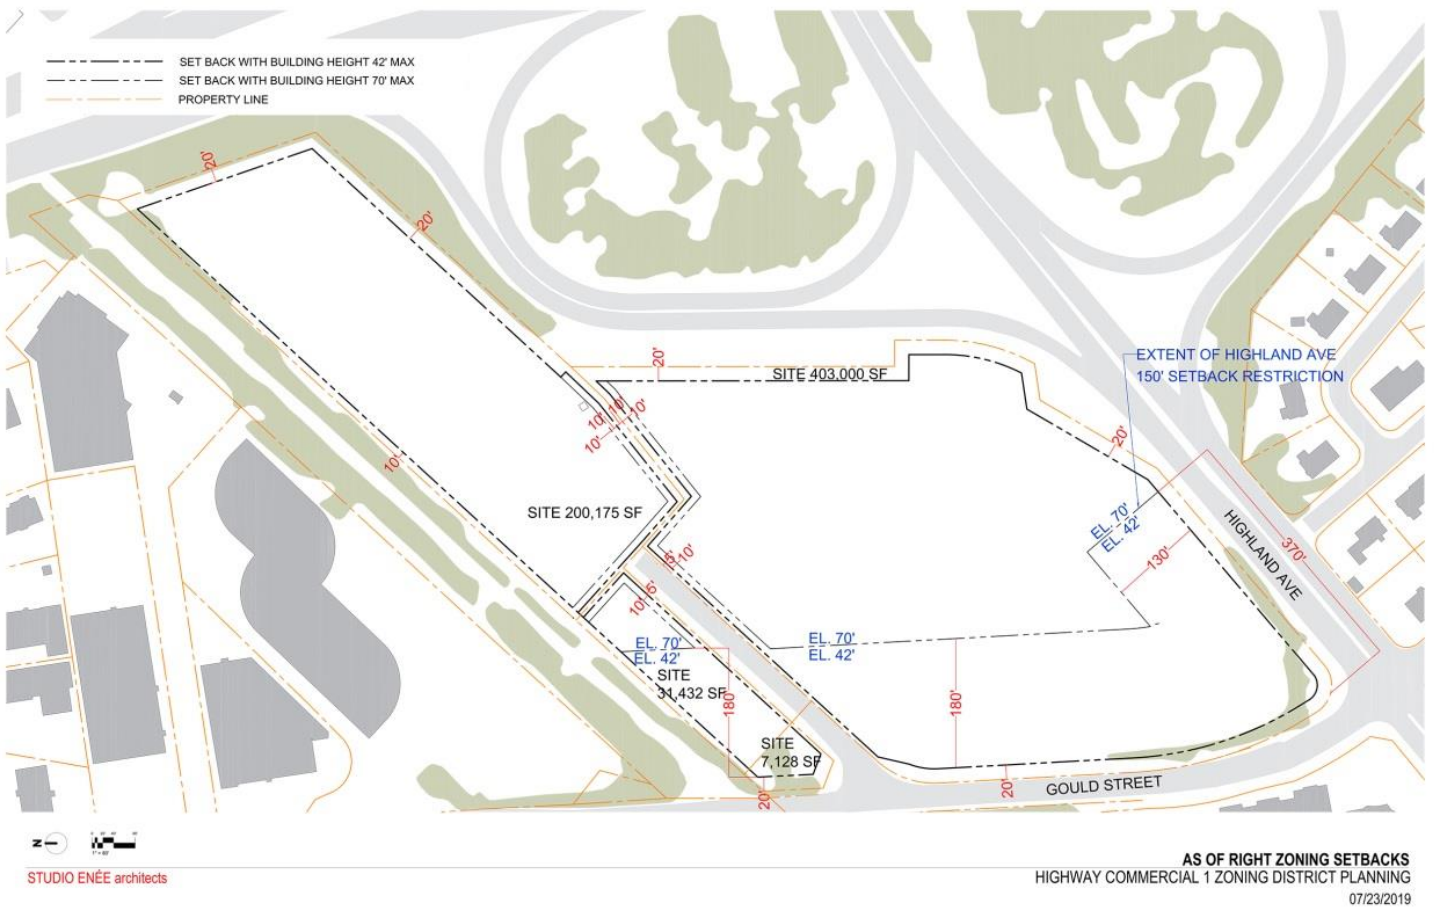 SET BACK WITH BUILDING HEIGHT 42' MAX
SET BACK WITH BUILDING HEIGHT 70' MAX
PROPERTY LINE
20'
20'
20'
SITE 403,000 SF
EXTENT OF HIGHLAND AVE
150' SETBACK RESTRICTION
10'
10'
10'
10'
20'
10'
SITE 200,175 SF
EL. 70'
EL. 42'
130'
HIGHLAND AVE
370'
5'
10'
10'
5'
EL. 70'
EL. 42'
EL. 70'
EL. 42'
SITE
31,432 SF
180'
180'
SITE
7,128 SF
20'
20'
GOULD STREET
N
STUDIO ENÉE architects
AS OF RIGHT ZONING SETBACKS
HIGHWAY COMMERCIAL 1 ZONING DISTRICT PLANNING
07/23/2019